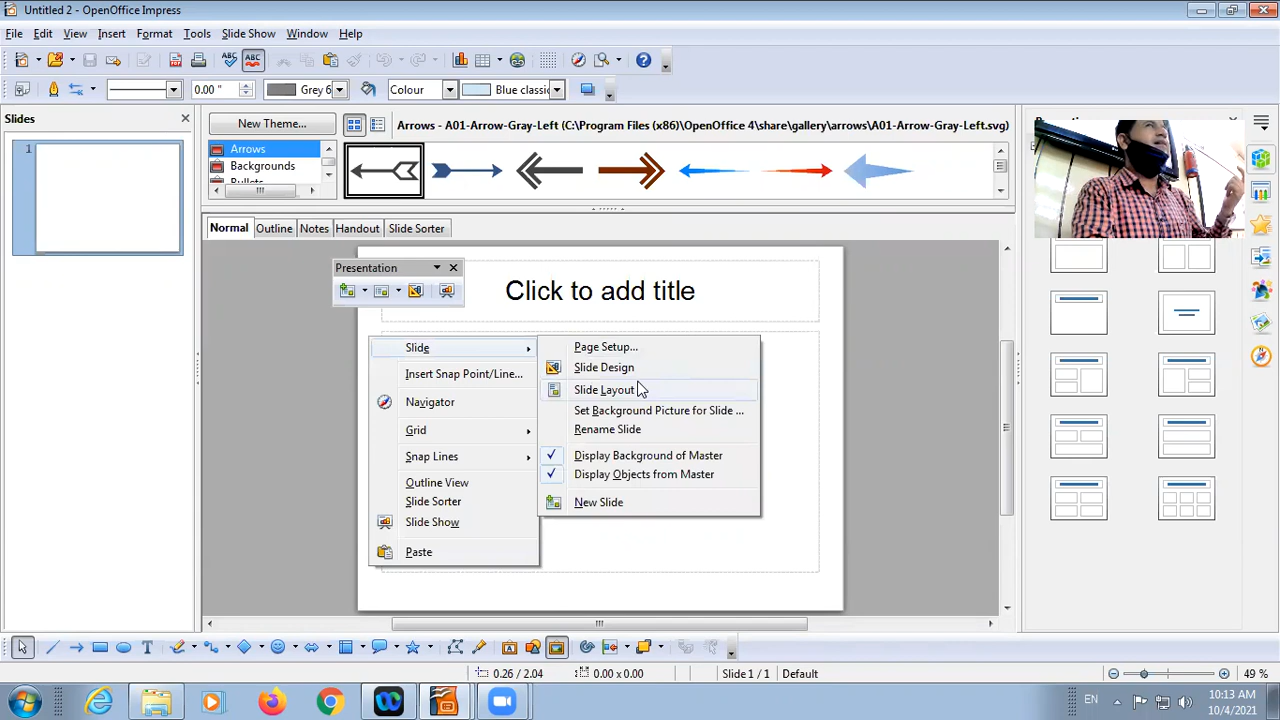 Untitled 2 - OpenOffice Impress
File Edit View Insert Format Tools Slide Show Window Help
0.00 " Grey 6 Colour Blue classic
Slides
New Theme...
Arrows - A01-Arrow-Gray-Left (C:\Program Files (x86)\OpenOffice 4\share\gallery\arrows\A01-Arrow-Gray-Left.svg)
Arrows
Backgrounds
1
Normal Outline Notes Handout Slide Sorter
Presentation
Click to add title
Slide
Insert Snap Point/Line...
Navigator
Grid
Snap Lines
Outline View
Slide Sorter
Slide Show
Paste
Page Setup...
Slide Design
Slide Layout
Set Background Picture for Slide ...
Rename Slide
Display Background of Master
Display Objects from Master
New Slide
0.26 / 2.04 0.00 x 0.00 Slide 1 / 1 Default 49 %
EN
10:13 AM
10/4/2021